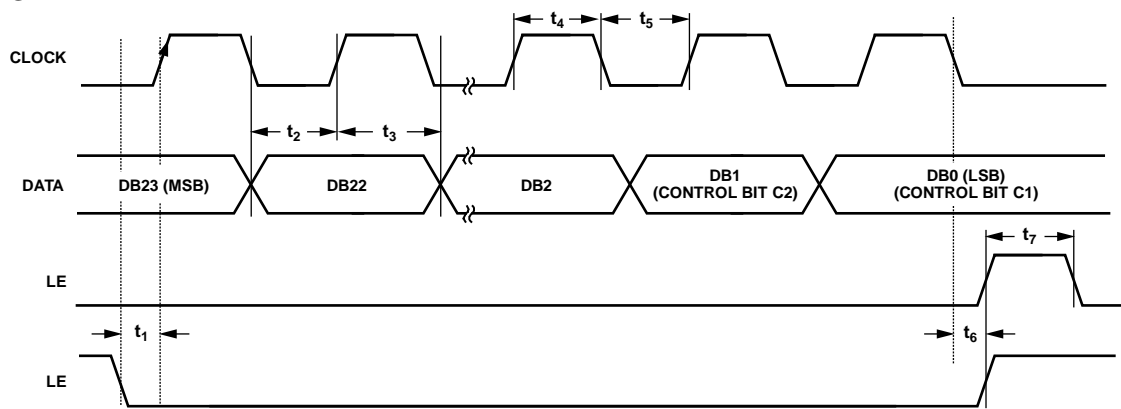 t4
t5
CLOCK
t2
t3
DATA
DB23 (MSB)
DB22
DB2
DB1
(CONTROL BIT C2)
DB0 (LSB)
(CONTROL BIT C1)
t7
LE
t1
t6
LE